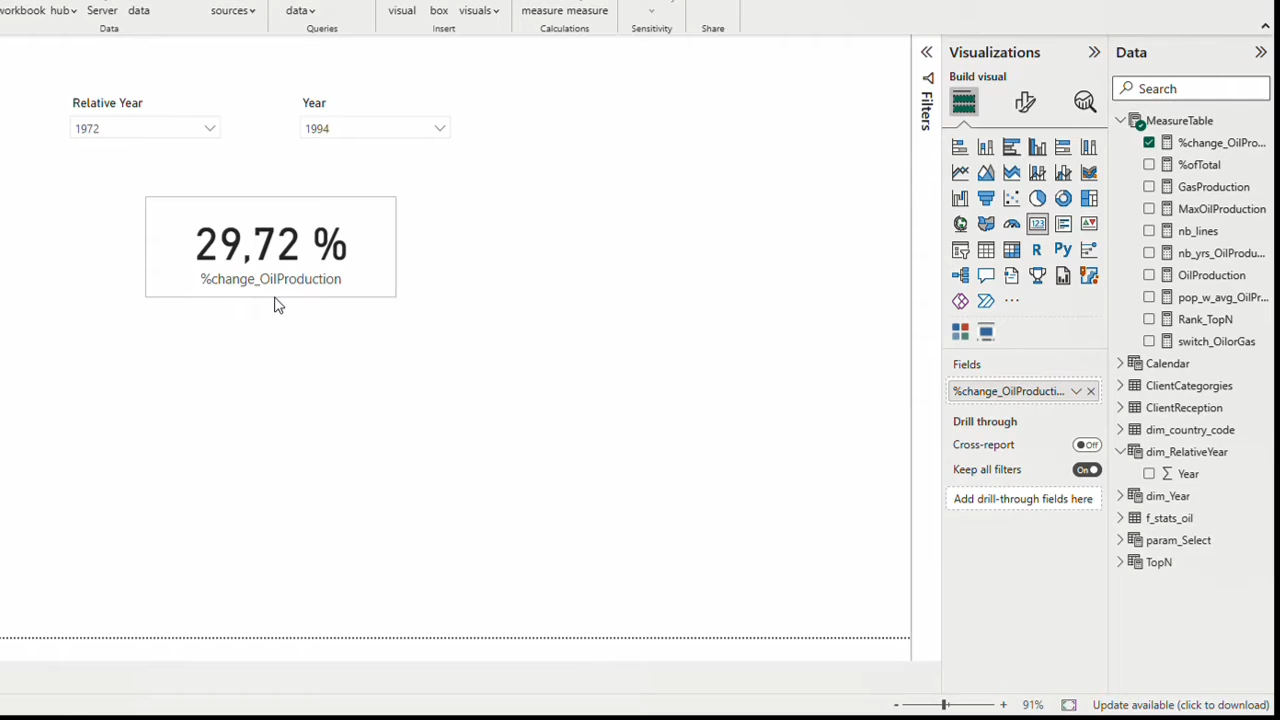 workbook hub Server data sources data visual box visuals measure measure
Data Queries Insert Calculations Sensitivity Share
Relative Year Year
1972 1994
29,72 %
%change_OilProduction
Filters
Visualizations
Build visual
123
R Py
...
Fields
%change_OilProducti...
Drill through
Cross-report Off
Keep all filters On
Add drill-through fields here
Data
Search
MeasureTable
%change_OilPro...
%ofTotal
GasProduction
MaxOilProduction
nb_lines
nb_yrs_OilProdu...
OilProduction
pop_w_avg_OilPr...
Rank_TopN
switch_OilorGas
Calendar
ClientCategorgies
ClientReception
dim_country_code
dim_RelativeYear
Year
dim_Year
f_stats_oil
param_Select
TopN
- + 91% Update available (click to download)